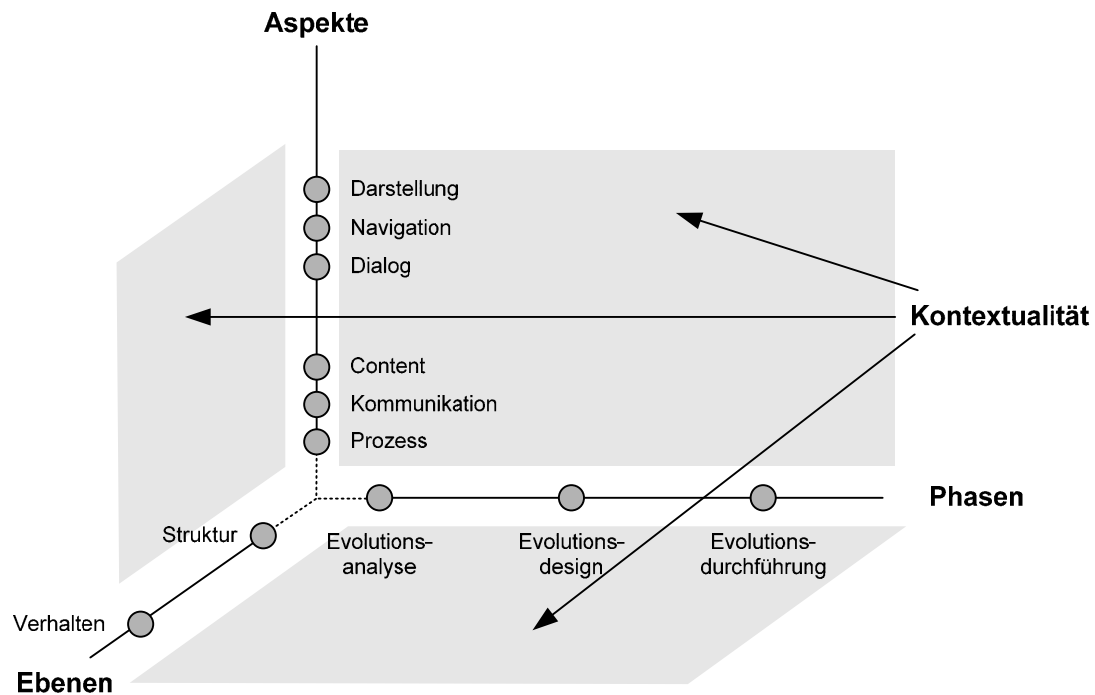 Aspekte
Darstellung
Navigation
Dialog
Kontextualität
Content
Kommunikation
Prozess
Phasen
Struktur
Evolutions-
analyse
Evolutions-
design
Evolutions-
durchführung
Verhalten
Ebenen